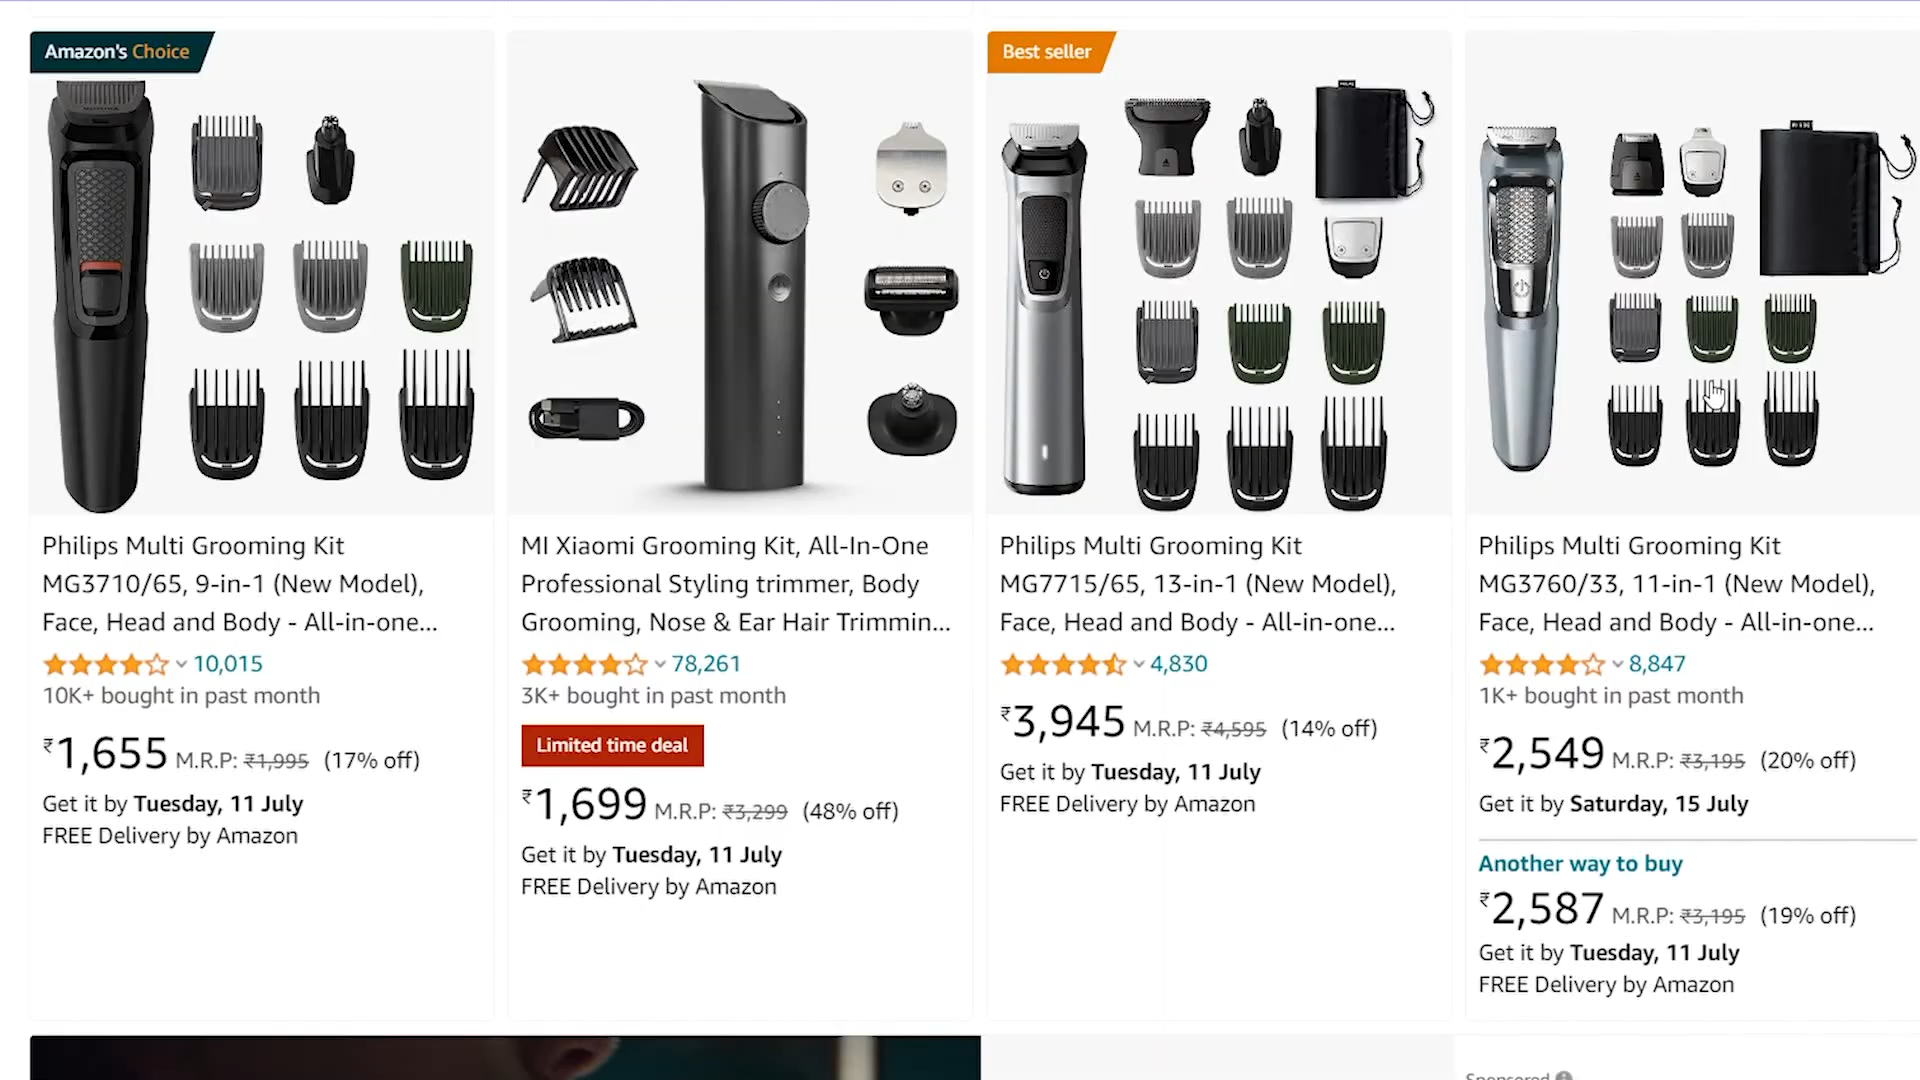 Amazon's Choice
Philips Multi Grooming Kit
MG3710/65, 9-in-1 (New Model),
Face, Head and Body - All-in-one...
10,015
10K+ bought in past month
₹1,655 M.R.P: ₹1,995 (17% off)
Get it by Tuesday, 11 July
FREE Delivery by Amazon
MI Xiaomi Grooming Kit, All-In-One
Professional Styling trimmer, Body
Grooming, Nose & Ear Hair Trimmin...
78,261
3K+ bought in past month
Limited time deal
₹1,699 M.R.P: ₹3,299 (48% off)
Get it by Tuesday, 11 July
FREE Delivery by Amazon
Best seller
Philips Multi Grooming Kit
MG7715/65, 13-in-1 (New Model),
Face, Head and Body - All-in-one...
4,830
₹3,945 M.R.P: ₹4,595 (14% off)
Get it by Tuesday, 11 July
FREE Delivery by Amazon
Philips Multi Grooming Kit
MG3760/33, 11-in-1 (New Model),
Face, Head and Body - All-in-one...
8,847
1K+ bought in past month
₹2,549 M.R.P: ₹3,195 (20% off)
Get it by Saturday, 15 July
Another way to buy
₹2,587 M.R.P: ₹3,195 (19% off)
Get it by Tuesday, 11 July
FREE Delivery by Amazon
Sponsored